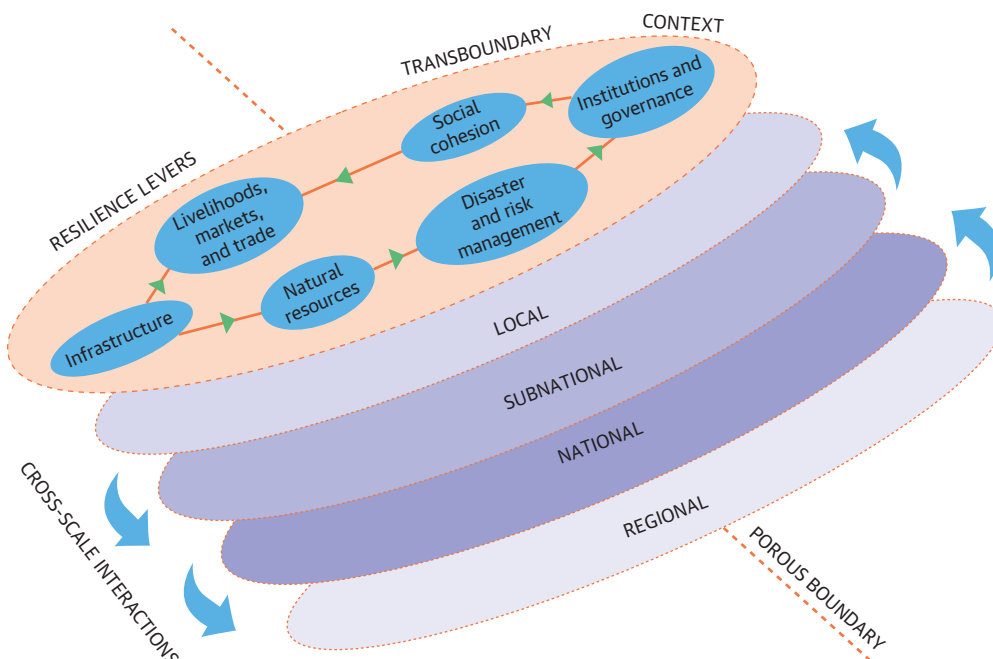 CONTEXT
TRANSBOUNDARY
RESILIENCE LEVERS
Institutions and
governance
Social
cohesion
Livelihoods,
markets,
and trade
Disaster
and risk
management
Natural
resources
Infrastructure
LOCAL
SUBNATIONAL
NATIONAL
REGIONAL
CROSS-SCALE INTERACTIONS
POROUS BOUNDARY